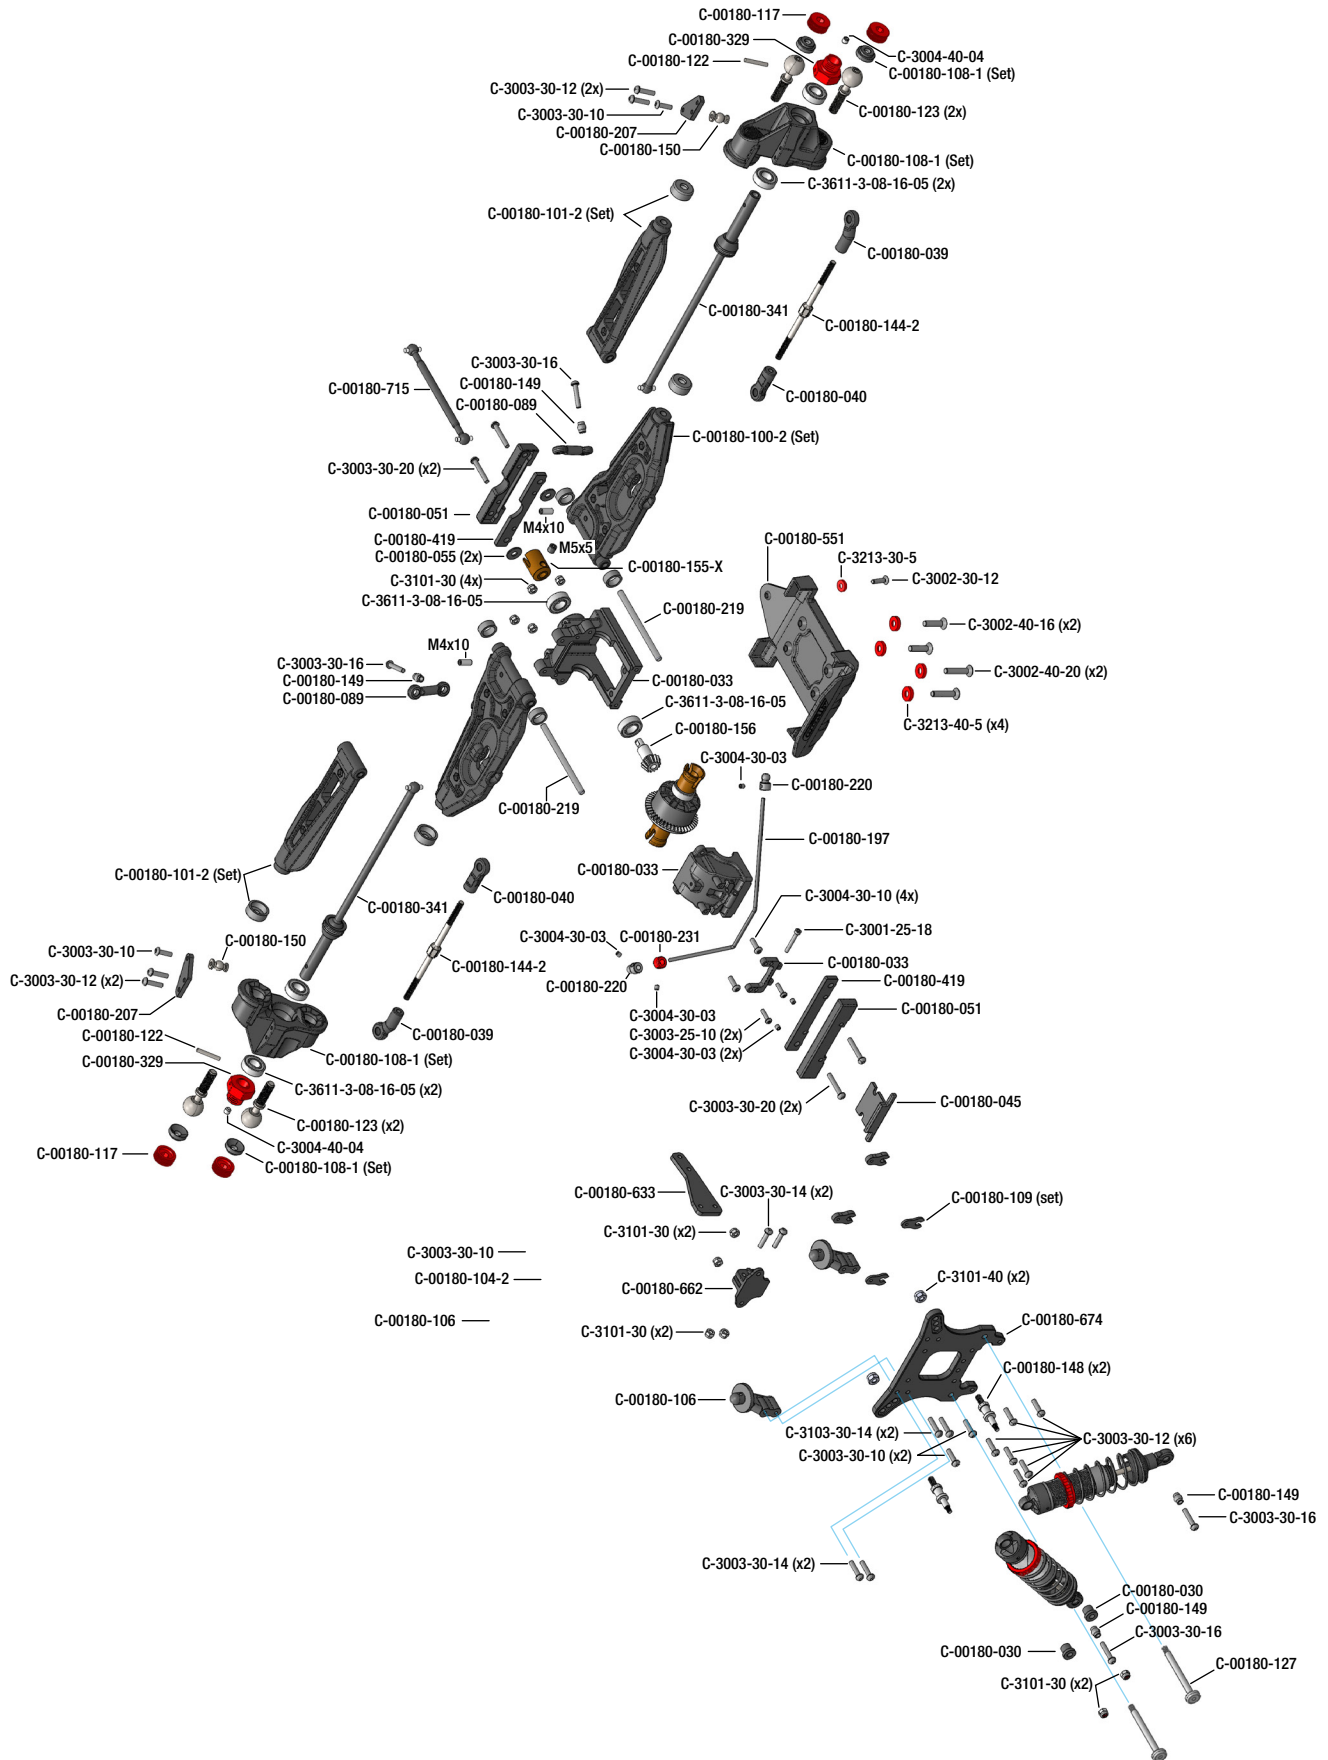 C-00180-117
C-00180-329
C-3004-40-04
C-00180-122
C-00180-108-1 (Set)
C-3003-30-12 (2x)
C-3003-30-10
C-00180-123 (2x)
C-00180-207
C-00180-150
C-00180-108-1 (Set)
C-3611-3-08-16-05 (2x)
C-00180-101-2 (Set)
C-00180-039
C-00180-341
C-00180-144-2
C-3003-30-16
C-00180-149
C-00180-715
C-00180-089
C-00180-040
C-00180-100-2 (Set)
C-3003-30-20 (x2)
C-00180-051
M4x10
C-00180-419
M5x5
C-00180-055 (2x)
C-00180-155-X
C-00180-551
C-3213-30-5
C-3002-30-12
C-3101-30 (4x)
C-3611-3-08-16-05
C-00180-219
C-3002-40-16 (x2)
M4x10
C-3003-30-16
C-00180-149
C-00180-089
C-00180-033
C-3002-40-20 (x2)
C-3611-3-08-16-05
C-3213-40-5 (x4)
C-00180-156
C-3004-30-03
C-00180-220
C-00180-219
C-00180-197
C-00180-033
C-00180-101-2 (Set)
C-00180-040
C-3004-30-10 (4x)
C-00180-341
C-3001-25-18
C-3004-30-03
C-00180-231
C-00180-150
C-3003-30-10
C-00180-033
C-00180-144-2
C-3003-30-12 (x2)
C-00180-220
C-00180-419
C-00180-207
C-3004-30-03
C-00180-051
C-3003-25-10 (2x)
C-00180-122
C-00180-039
C-3004-30-03 (2x)
C-00180-329
C-00180-108-1 (Set)
C-3611-3-08-16-05 (x2)
C-3003-30-20 (2x)
C-00180-045
C-00180-123 (x2)
C-3004-40-04
C-00180-117
C-00180-108-1 (Set)
C-00180-633
C-3003-30-14 (x2)
C-00180-109 (set)
C-3101-30 (x2)
C-3003-30-10
C-00180-104-2
C-00180-662
C-3101-40 (x2)
C-00180-106
C-3101-30 (x2)
C-00180-674
C-00180-148 (x2)
C-00180-106
C-3103-30-14 (x2)
C-3003-30-12 (x6)
C-3003-30-10 (x2)
C-00180-149
C-3003-30-16
C-3003-30-14 (x2)
C-00180-030
C-00180-149
C-3003-30-16
C-00180-030
C-00180-127
C-3101-30 (x2)